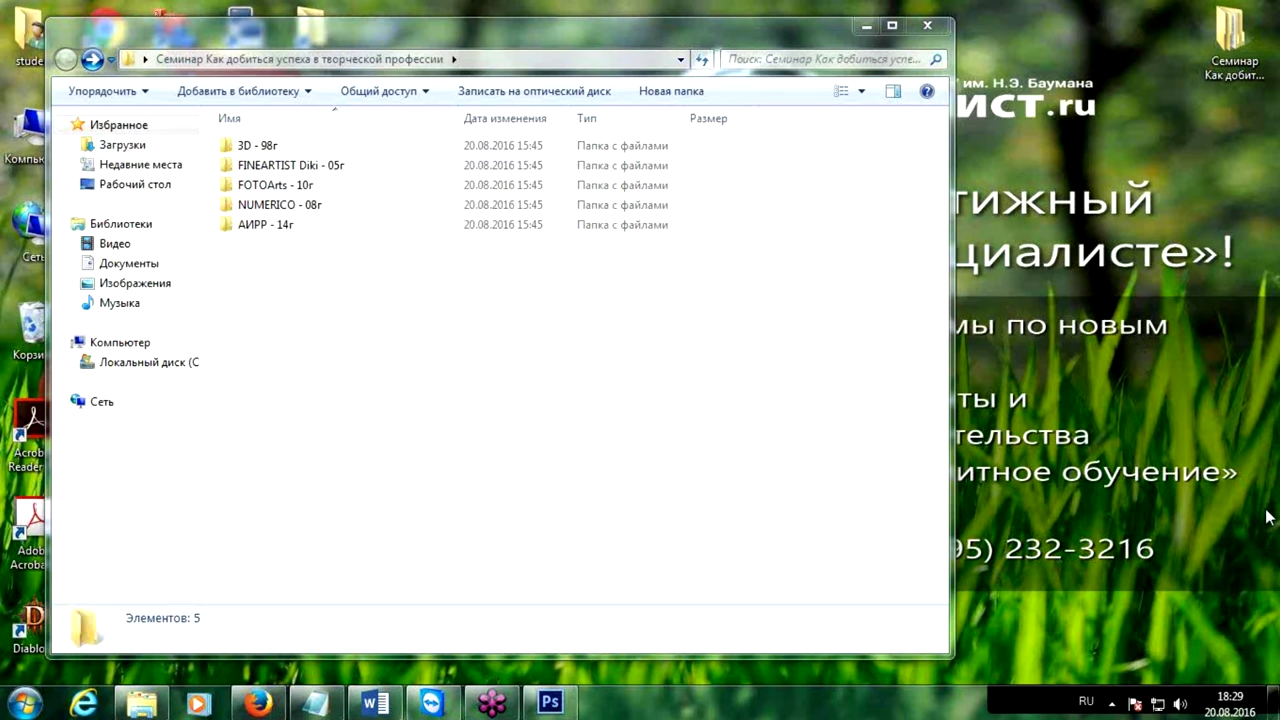 Семинар Как добиться успеха в творческой профессии
Поиск: Семинар Как добиться успе...
Упорядочить
Добавить в библиотеку
Общий доступ
Записать на оптический диск
Новая папка
Имя
Дата изменения
Тип
Размер
3D - 98г
20.08.2016 15:45
Папка с файлами
FINEARTIST Diki - 05г
20.08.2016 15:45
Папка с файлами
FOTOArts - 10г
20.08.2016 15:45
Папка с файлами
NUMERICO - 08г
20.08.2016 15:45
Папка с файлами
АИРР - 14г
20.08.2016 15:45
Папка с файлами
Избранное
Загрузки
Недавние места
Рабочий стол
Библиотеки
Видео
Документы
Изображения
Музыка
Компьютер
Локальный диск (C
Сеть
Элементов: 5
stude
Компь
Сеть
Корзи
Acrob
Reader
Adob
Acroba
Diablo
Семинар
Как добит...
им. Н.Э. Баумана
ИСТ.ru
тижный
циалисте»!
мы по новым
ты и
тельства
итное обучение»
95) 232-3216
Ps
RU
18:29
20.08.2016